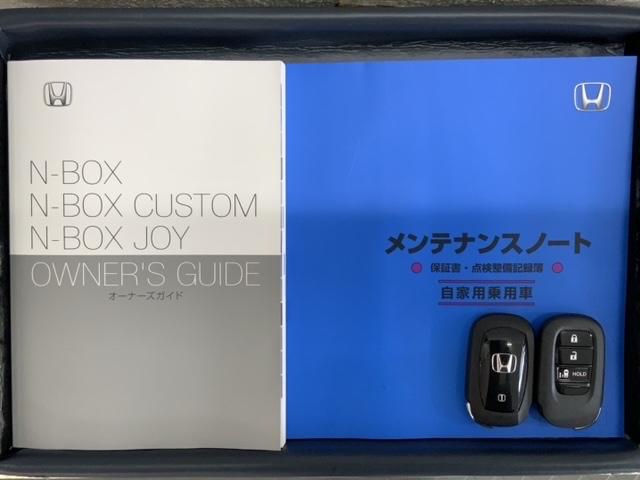 N-BOX
N-BOX CUSTOM
N-BOX JOY
OWNER'S GUIDE
オーナーズガイド
メンテナンスノート
保証書・点検整備記録簿
自家用乗用車
HOLD